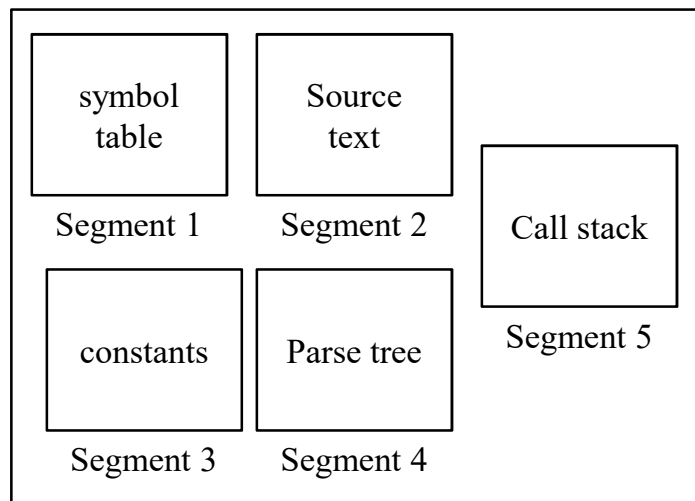 symbol
table
Segment 1
Source
text
Segment 2
Call stack
Segment 5
constants
Segment 3
Parse tree
Segment 4